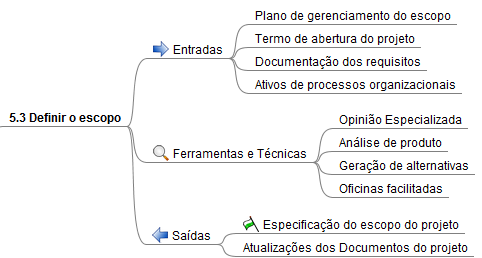 5.3 Definir o escopo
Entradas
Plano de gerenciamento do escopo
Termo de abertura do projeto
Documentação dos requisitos
Ativos de processos organizacionais
Ferramentas e Técnicas
Opinião Especializada
Análise de produto
Geração de alternativas
Oficinas facilitadas
Saídas
Especificação do escopo do projeto
Atualizações dos Documentos do projeto